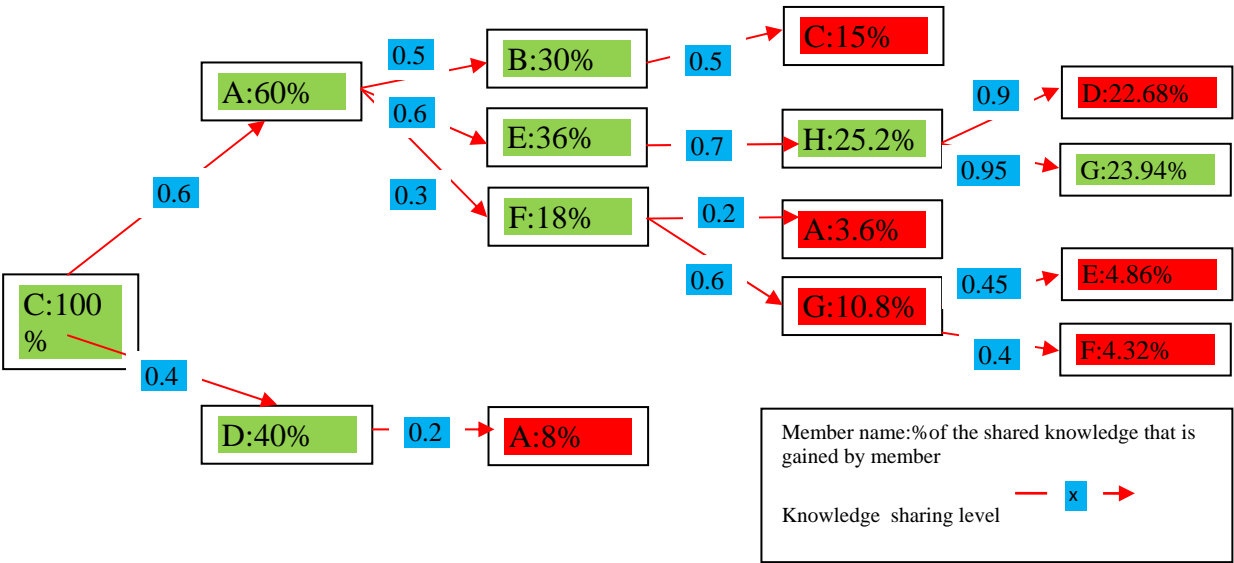 C:15%
B:30%
0.5
0.5
A:60%
0.9
D:22.68%
0.6
E:36%
0.7
H:25.2%
0.95
G:23.94%
0.6
0.3
F:18%
0.2
A:3.6%
0.6
0.45
E:4.86%
G:10.8%
C:100
%
0.4
F:4.32%
0.4
D:40%
0.2
A:8%
Member name:%of the shared knowledge that is
gained by member
x
Knowledge sharing level